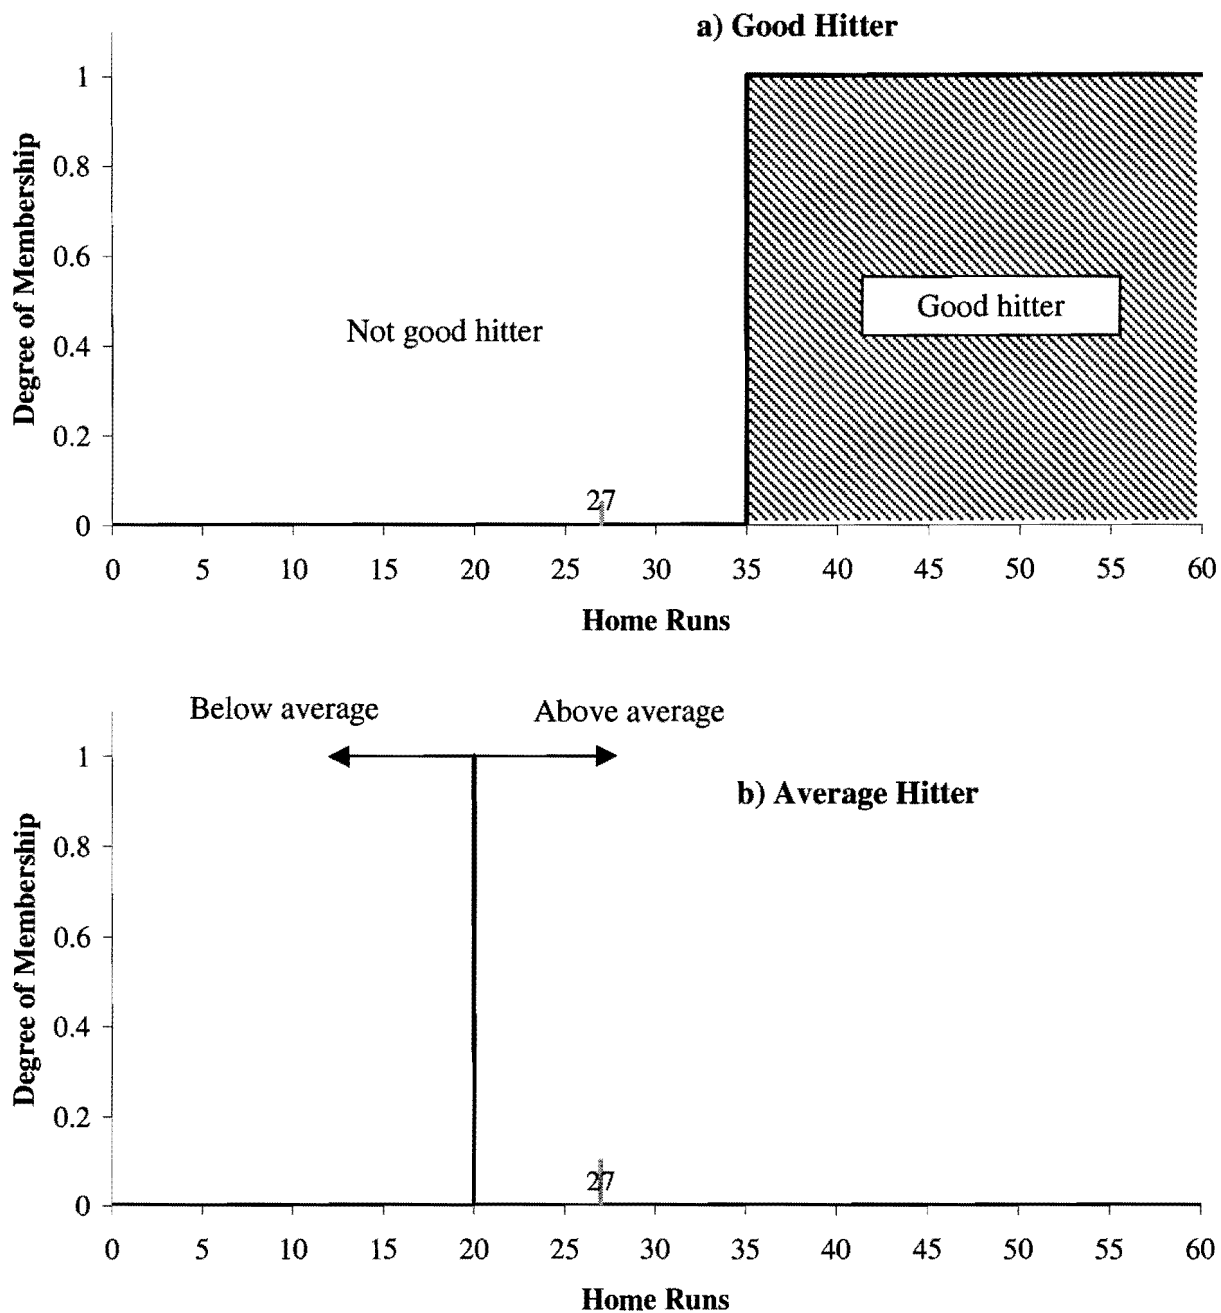 a) Good Hitter
1
0.8
0.6
0.4
0.2
0
Degree of Membership
Not good hitter
Good hitter
27
0 5 10 15 20 25 30 35 40 45 50 55 60
Home Runs
Below average
Above average
b) Average Hitter
1
0.8
0.6
0.4
0.2
0
Degree of Membership
27
0 5 10 15 20 25 30 35 40 45 50 55 60
Home Runs